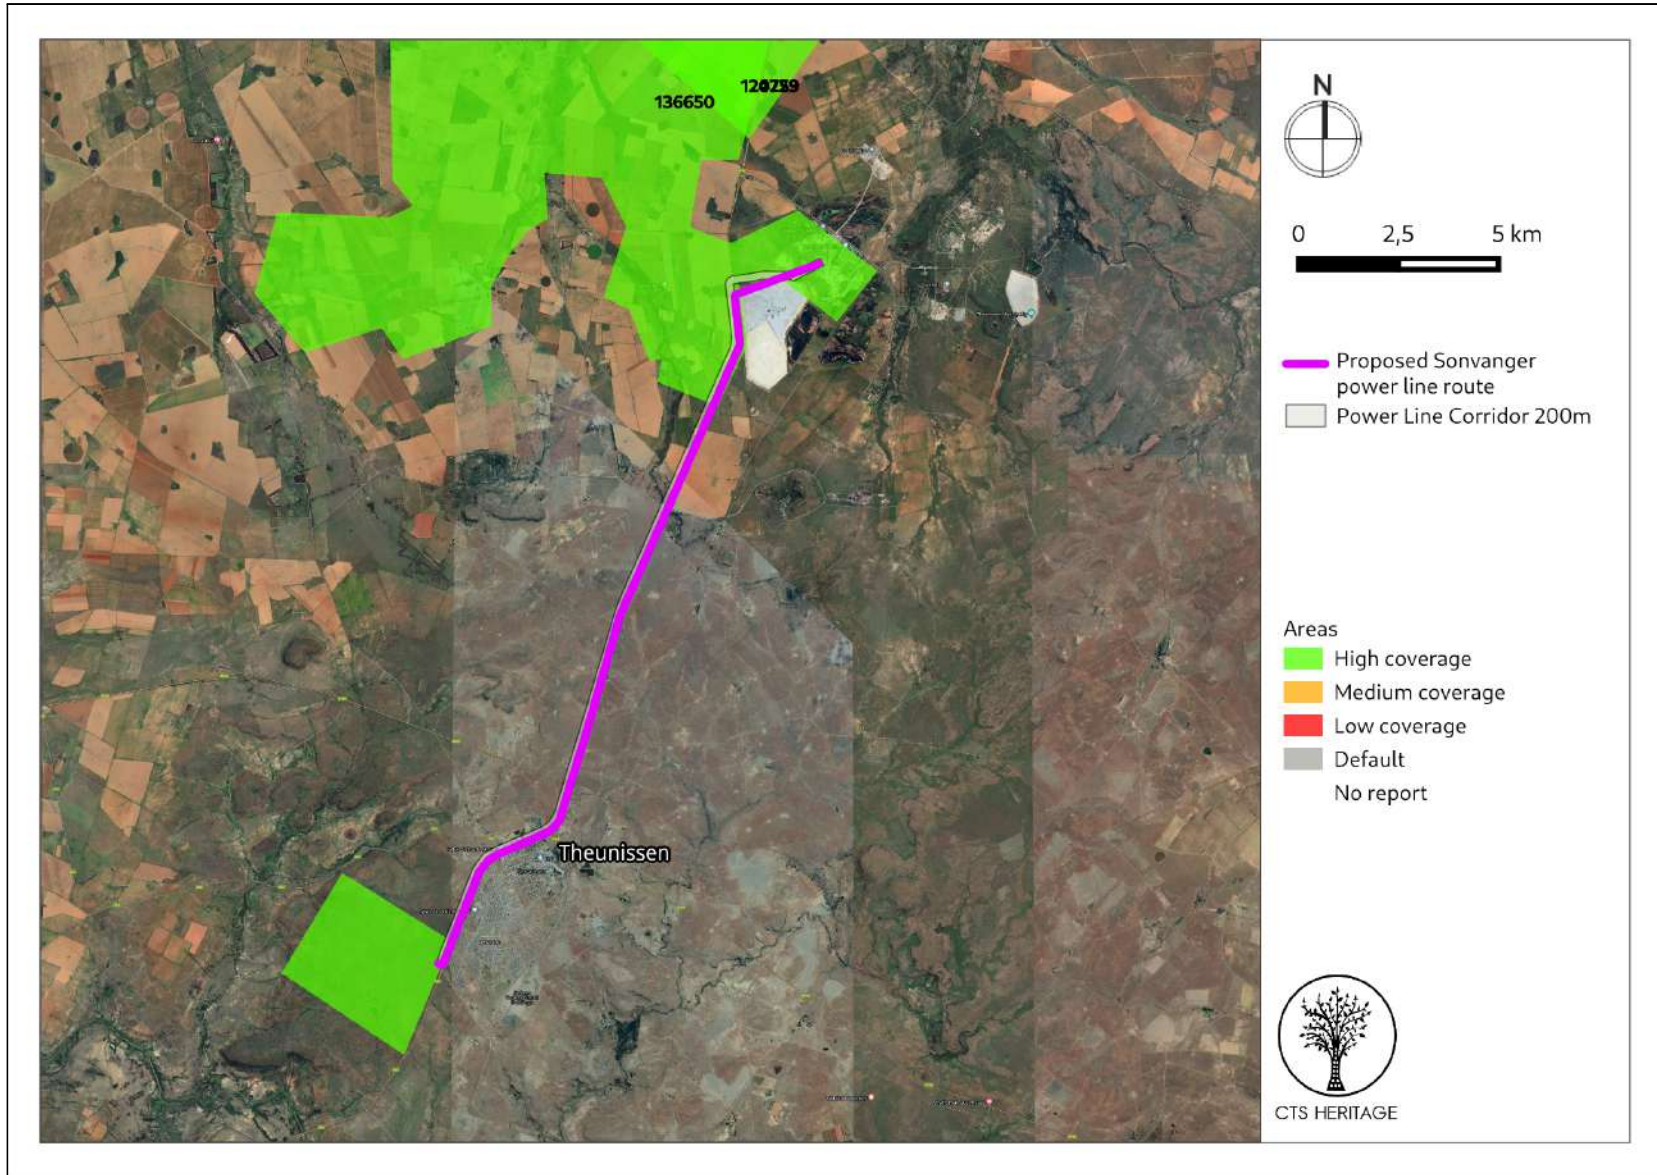 136650
N
0 2,5 5 km
Proposed Sonvanger
power line route
Power Line Corridor 200m
Areas
High coverage
Medium coverage
Low coverage
Default
No report
Theunissen
CTS HERITAGE